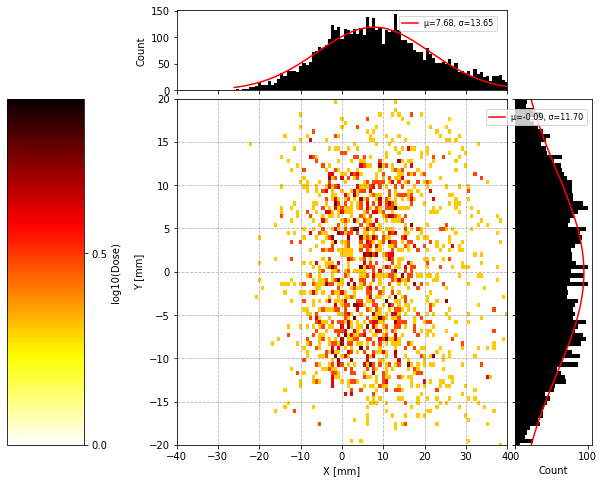 150
100
50
0
Count
μ=7.68, σ=13.65
20
15
10
5
0
−5
−10
−15
−20
Y [mm]
μ=-0.09, σ=11.70
0.5
0.0
log10(Dose)
−40 −30 −20 −10 0 10 20 30 40
X [mm]
0 100
Count